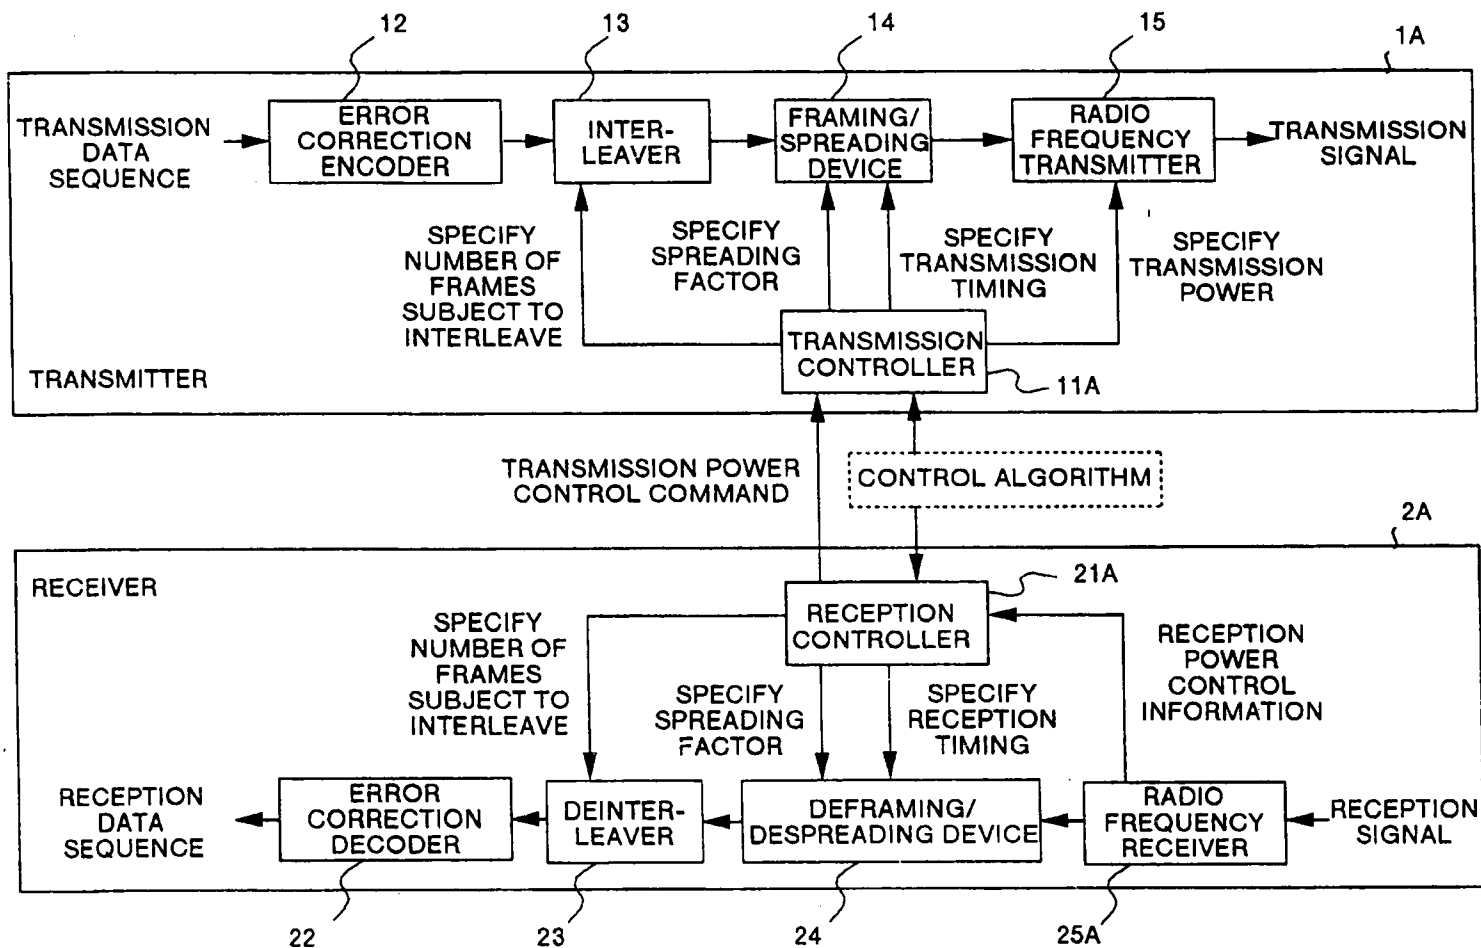 12
13
14
15
1A
TRANSMISSION
DATA
SEQUENCE
ERROR
CORRECTION
ENCODER
INTER-
LEAVER
FRAMING/
SPREADING
DEVICE
RADIO
FREQUENCY
TRANSMITTER
TRANSMISSION
SIGNAL
SPECIFY
NUMBER OF
FRAMES
SUBJECT TO
INTERLEAVE
SPECIFY
SPREADING
FACTOR
SPECIFY
TRANSMISSION
TIMING
SPECIFY
TRANSMISSION
POWER
TRANSMISSION
CONTROLLER
11A
TRANSMITTER
TRANSMISSION POWER
CONTROL COMMAND
CONTROL ALGORITHM
2A
RECEIVER
21A
RECEPTION
CONTROLLER
SPECIFY
NUMBER OF
FRAMES
SUBJECT TO
INTERLEAVE
SPECIFY
SPREADING
FACTOR
SPECIFY
RECEPTION
TIMING
RECEPTION
POWER
CONTROL
INFORMATION
RECEPTION
DATA
SEQUENCE
ERROR
CORRECTION
DECODER
DEINTER-
LEAVER
DEFRAMING/
DESPREADING DEVICE
RADIO
FREQUENCY
RECEIVER
RECEPTION
SIGNAL
22
23
24
25A